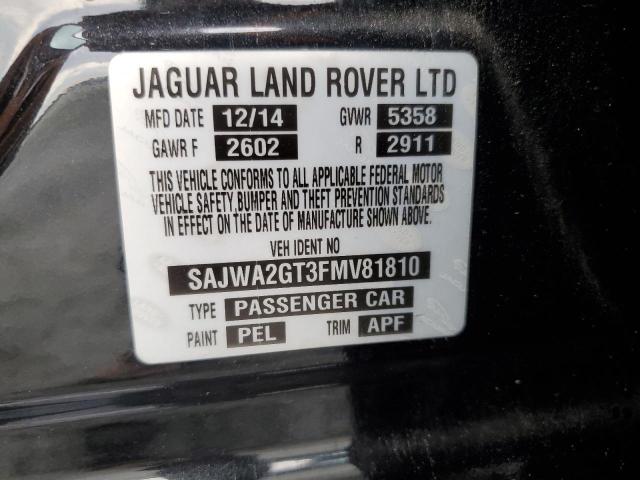 JAGUAR LAND ROVER LTD
MFD DATE 12/14 GVWR 5358
GAWR F 2602 R 2911
THIS VEHICLE CONFORMS TO ALL APPLICABLE FEDERAL MOTOR
VEHICLE SAFETY, BUMPER AND THEFT PREVENTION STANDARDS
IN EFFECT ON THE DATE OF MANUFACTURE SHOWN ABOVE.
VEH IDENT NO
SAJWA2GT3FMV81810
TYPE PASSENGER CAR
PAINT PEL TRIM APF